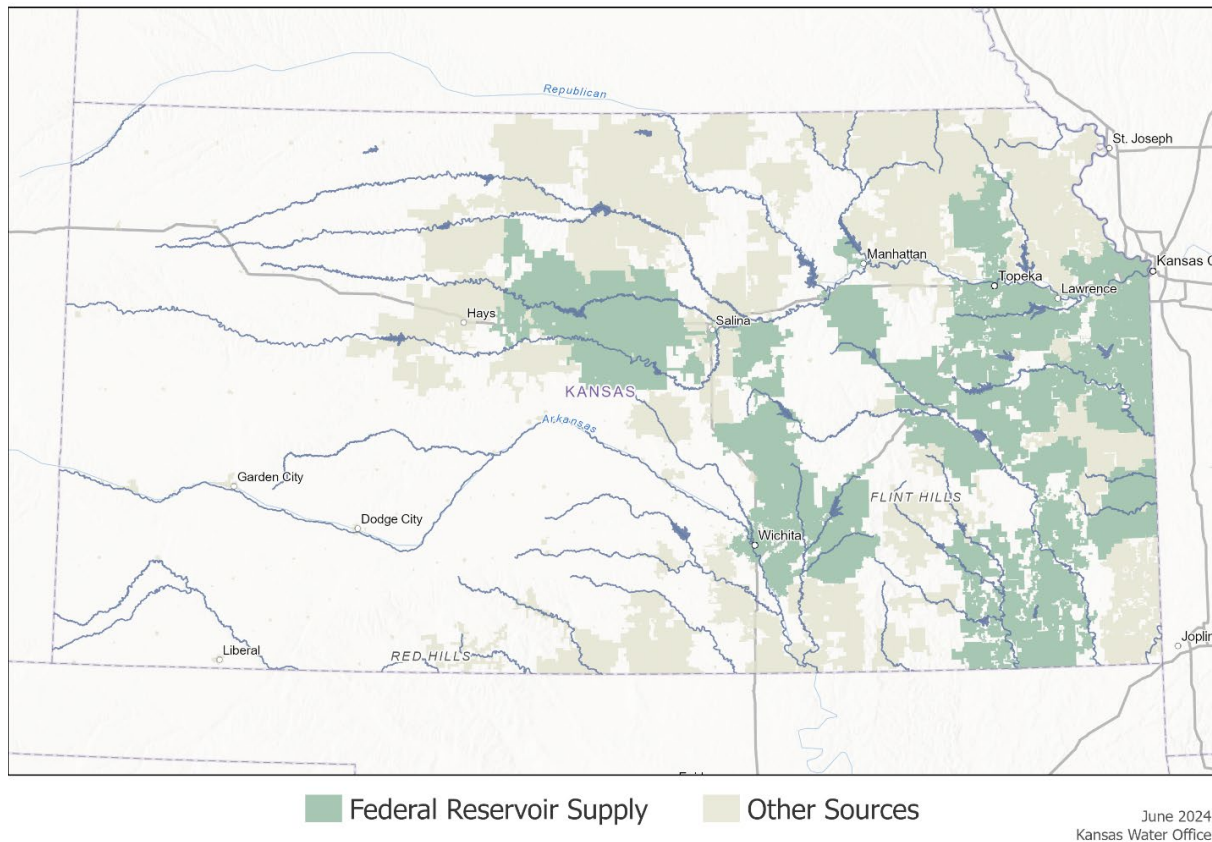 Republican
St. Joseph
Manhattan
Kansas C
Topeka
Lawrence
Hays
Salina
KANSAS
Arkansas
Garden City
FLINT HILLS
Dodge City
Wichita
Liberal
RED HILLS
Joplin
Federal Reservoir Supply
Other Sources
June 2024
Kansas Water Office